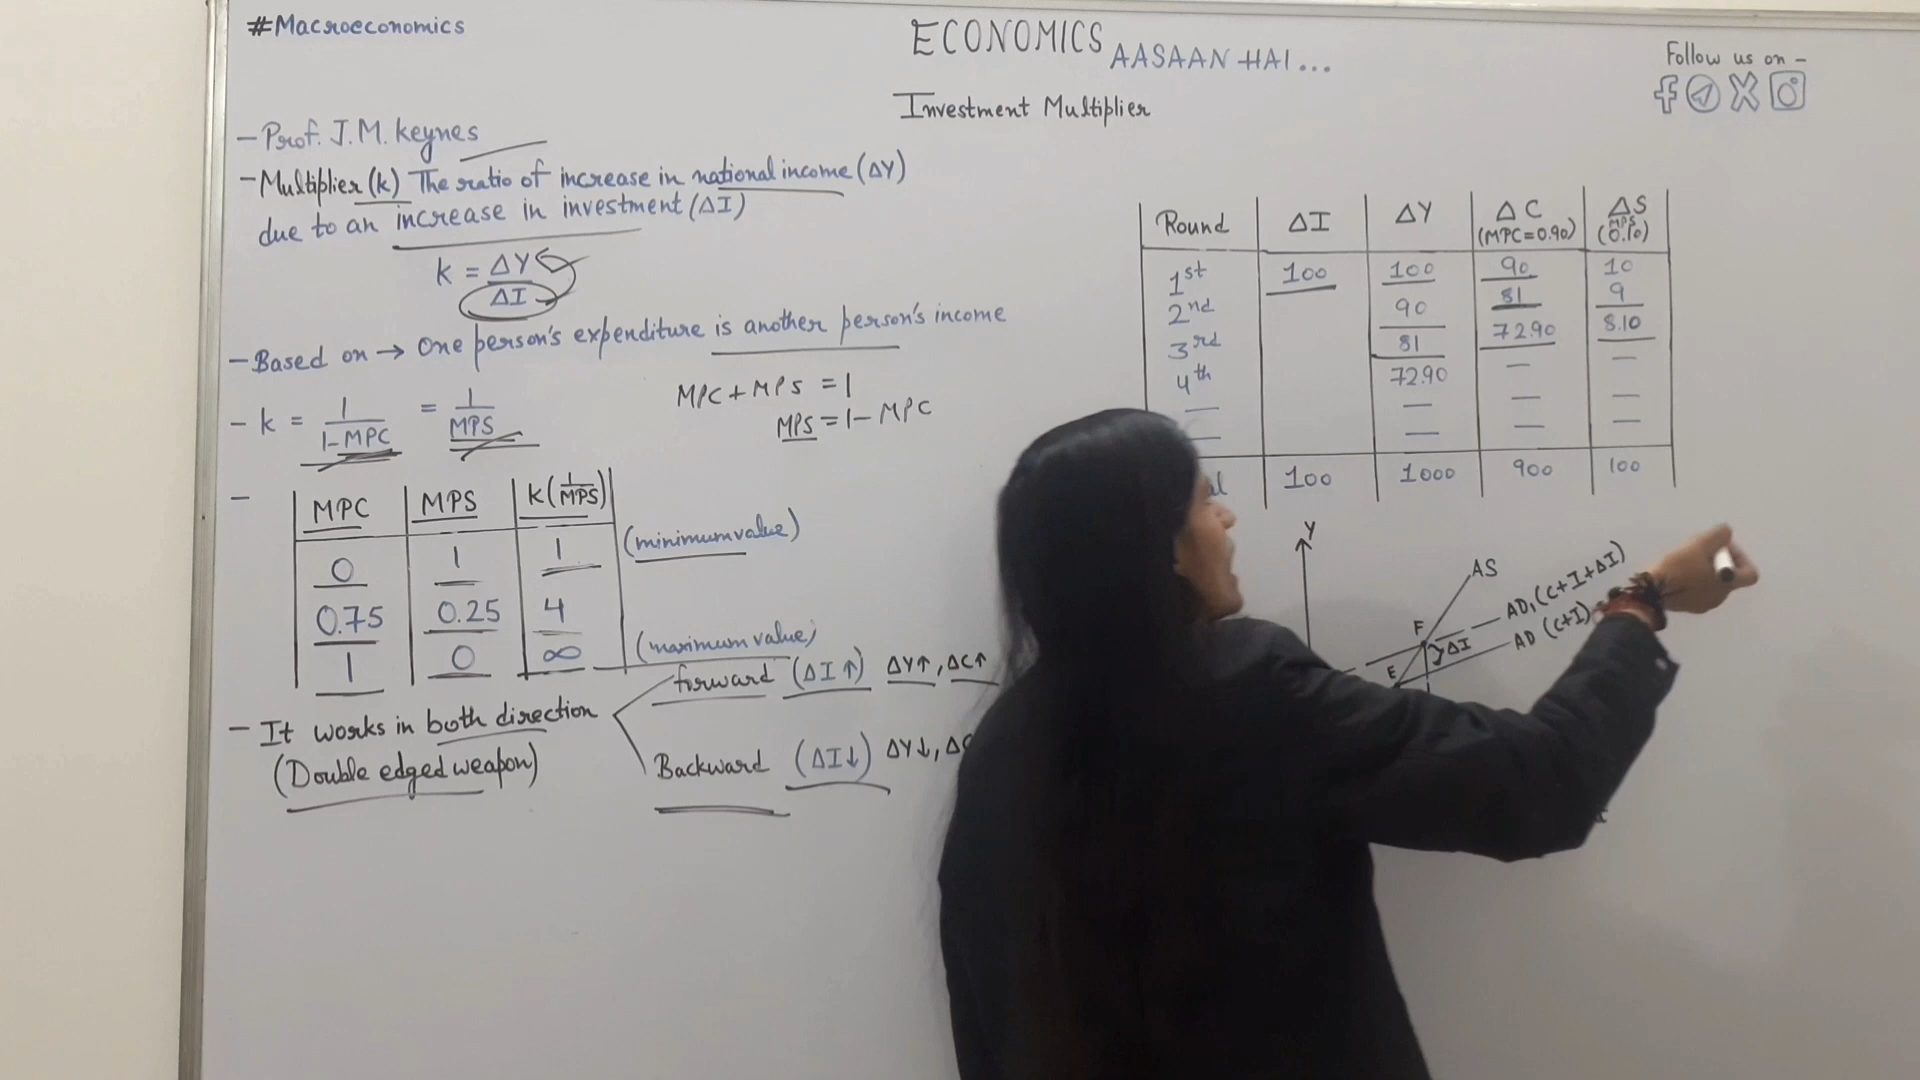 #Macroeconomics
ECONOMICS AASAAN HAI...
Follow us on -
Investment Multiplier
- Prof. J.M. keynes
- Multiplier (k) The ratio of increase in national income (ΔY)
due to an increase in investment (ΔI)
k = ΔY
ΔI
- Based on → One person's expenditure is another person's income
- k = 1 = 1
1-MPC MPS
MPC + MPS = 1
MPS = 1 - MPC
- MPC MPS k (1/MPS)
0 1 1 (minimum value)
0.75 0.25 4
1 0 ∞ (maximum value)
- It works in both direction
(Double edged weapon)
forward (ΔI↑) ΔY↑, ΔC↑
Backward (ΔI↓) ΔY↓, Δ
Round ΔI ΔY ΔC ΔS
(MPC=0.90) MPS (0.10)
1st 100 100 90 10
2nd 90 81 9
3rd 81 72.90 8.10
4th 72.90 — —
— — — —
— — — —
al 100 1000 900 100
Y
AS
AD₁ (C+I+ΔI)
AD (C+I)
F
ΔI
E